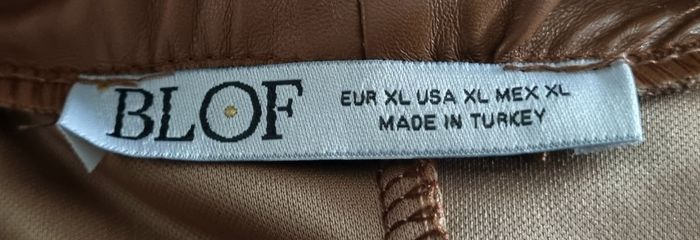 BLOF
EUR XL USA XL MEX XL
MADE IN TURKEY